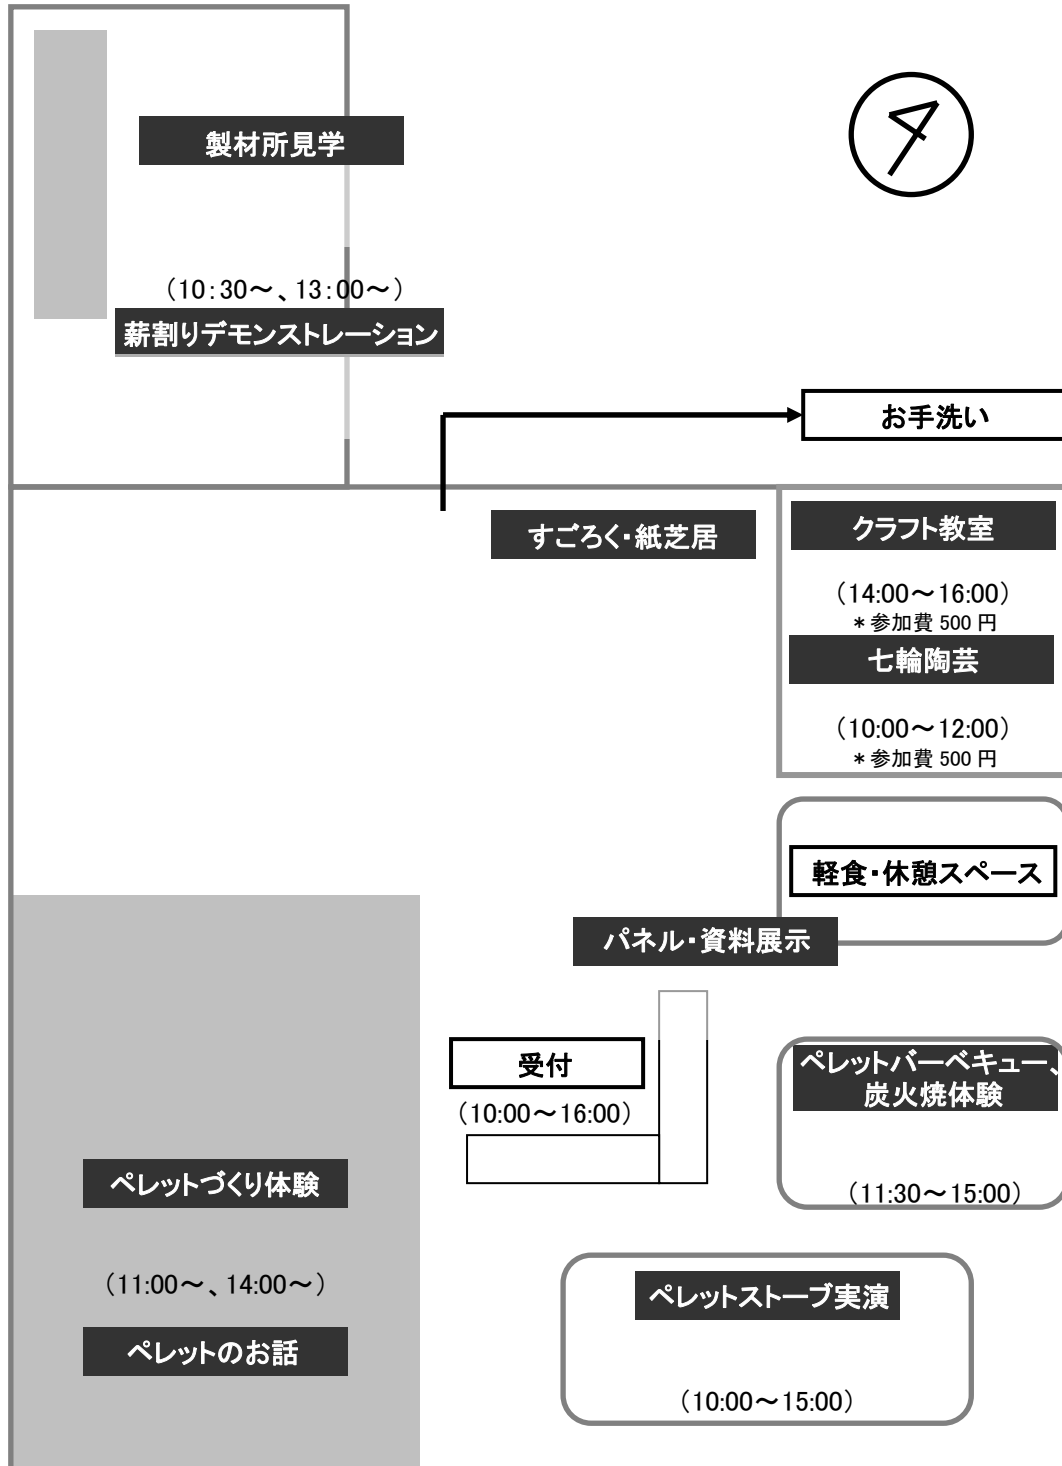 製材所見学
（10：30～、13：00～）
薪割りデモンストレーション
お手洗い
すごろく・紙芝居
クラフト教室
（14:00～16:00）
＊参加費 500 円
七輪陶芸
（10:00～12:00）
＊参加費 500 円
軽食・休憩スペース
パネル・資料展示
受付
（10:00～16:00）
ペレットバーベキュー、
炭火焼体験
（11:30～15:00）
ペレットづくり体験
（11:00～、14:00～）
ペレットのお話
ペレットストーブ実演
（10:00～15:00）